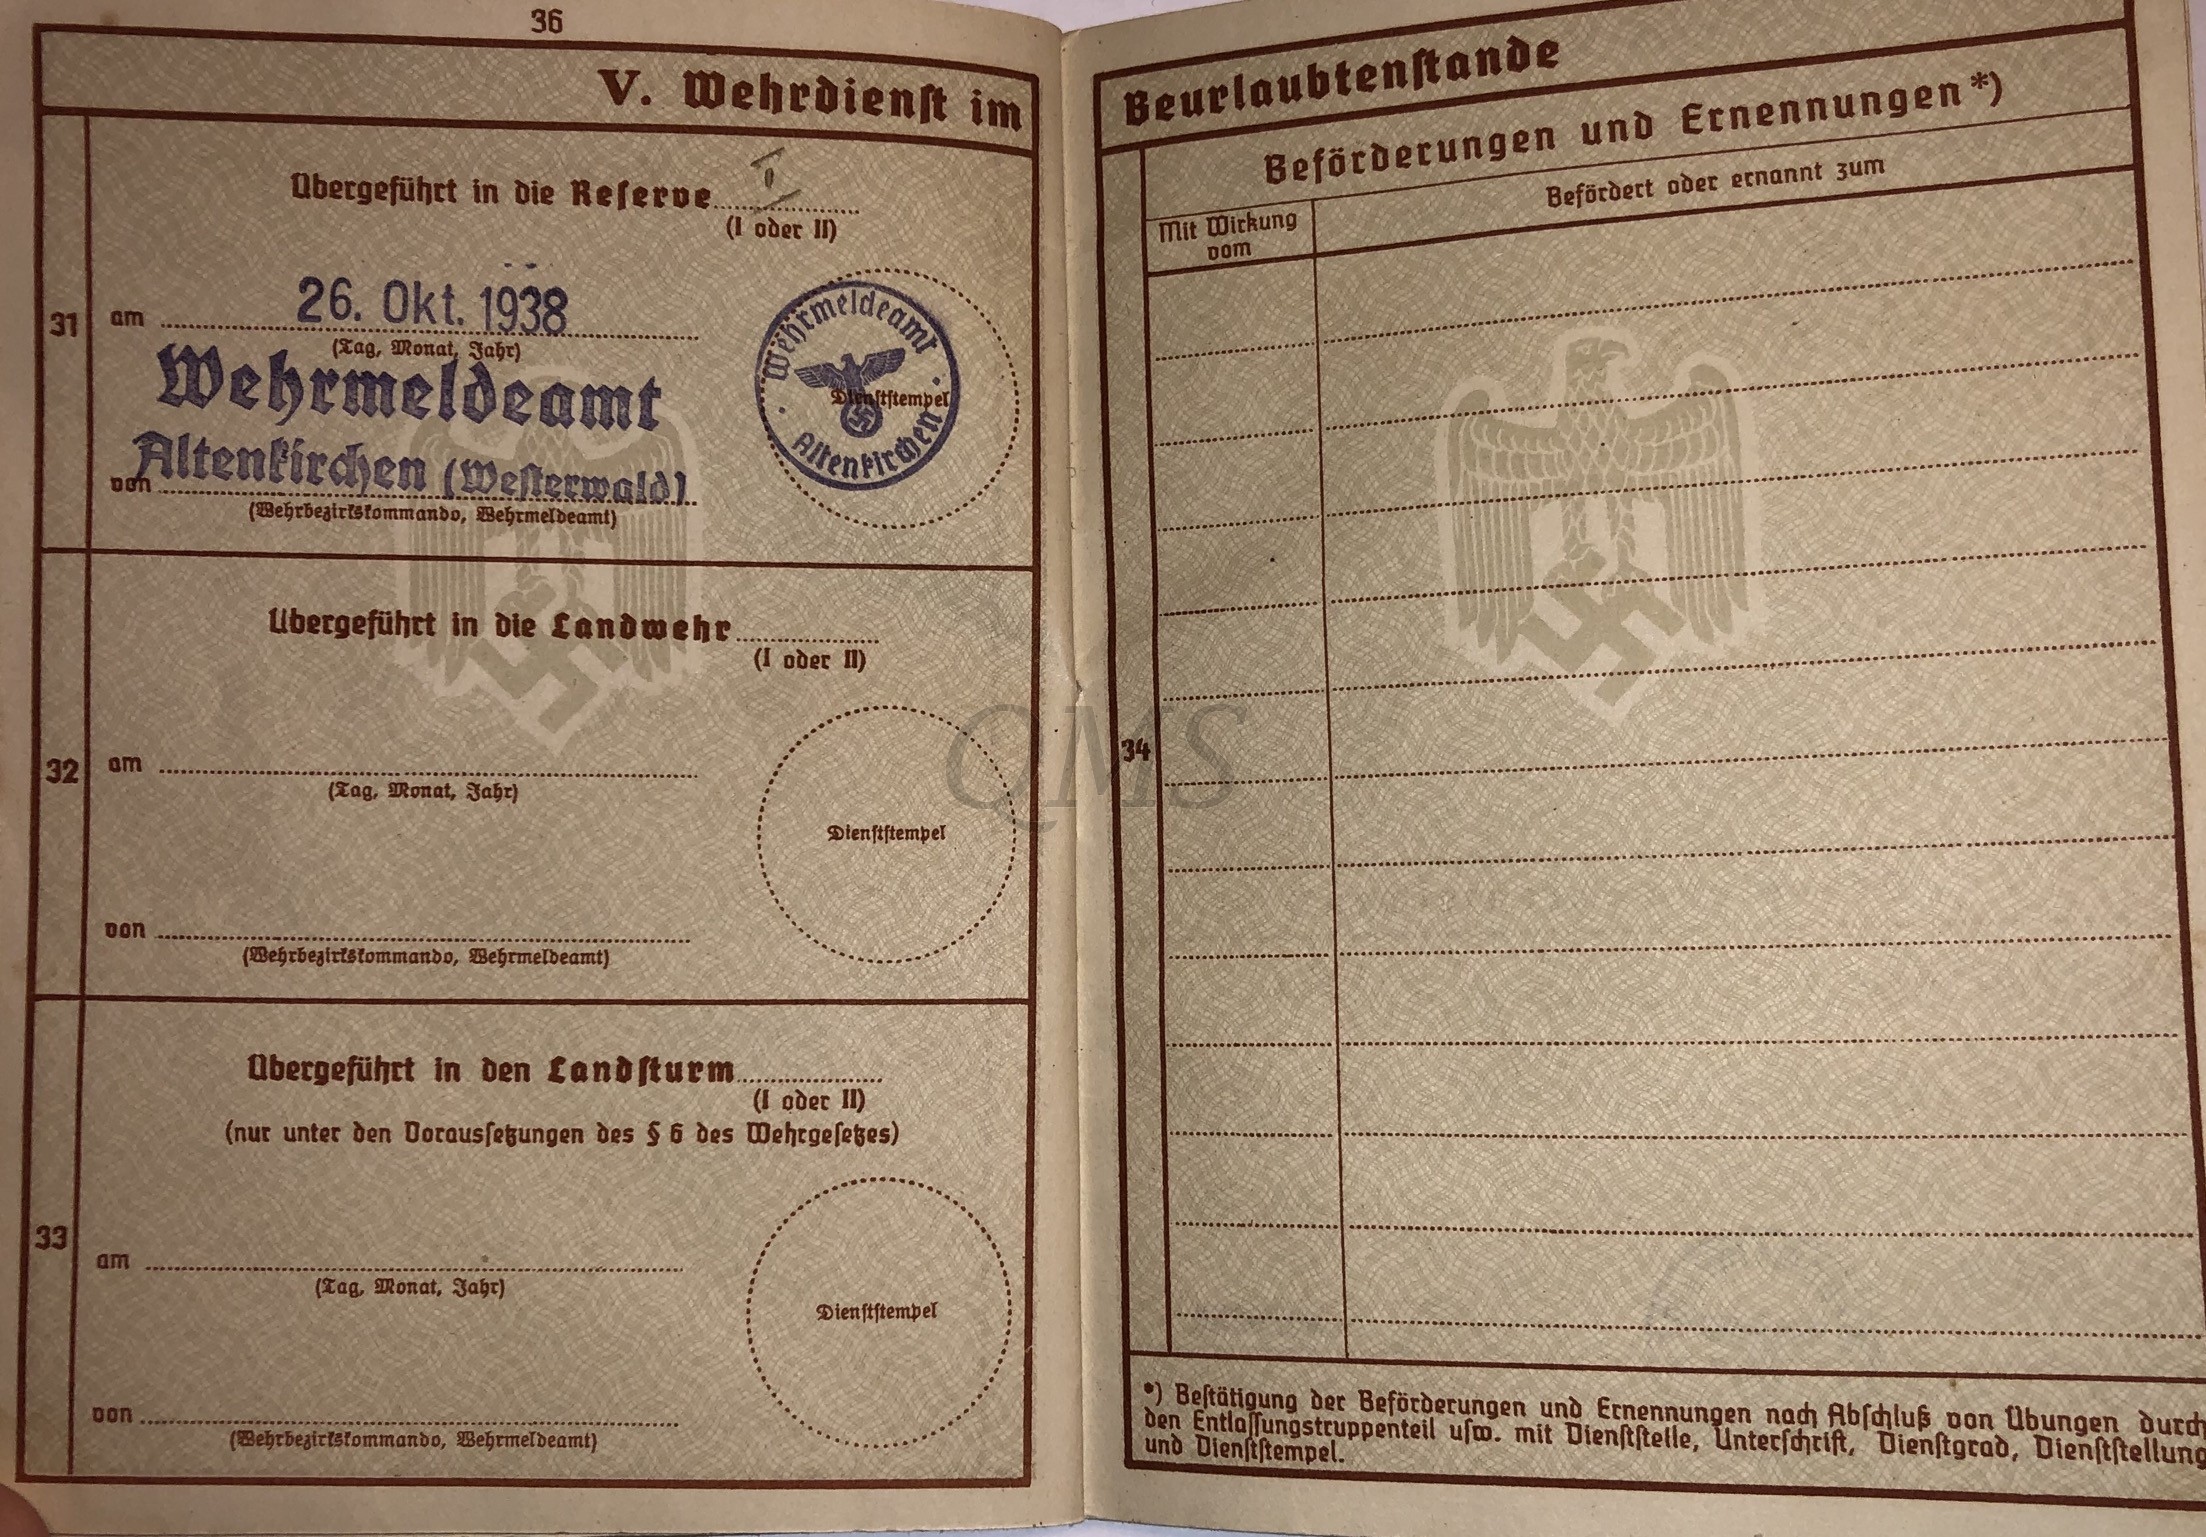 36
V. Wehrdienst im
Übergeführt in die Reserve I
(I oder II)
31
am 26. Okt. 1938
(Tag, Monat, Jahr)
Wehrmeldeamt
von Altenkirchen (Westerwald)
(Wehrbezirkskommando, Wehrmeldeamt)
Wehrmeldeamt
Dienststempel
Altenkirchen
Übergeführt in die Landwehr
(I oder II)
32
am
(Tag, Monat, Jahr)
Dienststempel
von
(Wehrbezirkskommando, Wehrmeldeamt)
Übergeführt in den Landsturm
(I oder II)
(nur unter den Voraussetzungen des § 6 des Wehrgesetzes)
33
am
(Tag, Monat, Jahr)
Dienststempel
von
(Wehrbezirkskommando, Wehrmeldeamt)
QMS
Beurlaubtenstande
Beförderungen und Ernennungen*)
Mit Wirkung
vom
Befördert oder ernannt zum
34
*) Bestätigung der Beförderungen und Ernennungen nach Abschluß von Übungen durch
den Entlassungstruppenteil usw. mit Dienststelle, Unterschrift, Dienstgrad, Dienststellung
und Dienststempel.